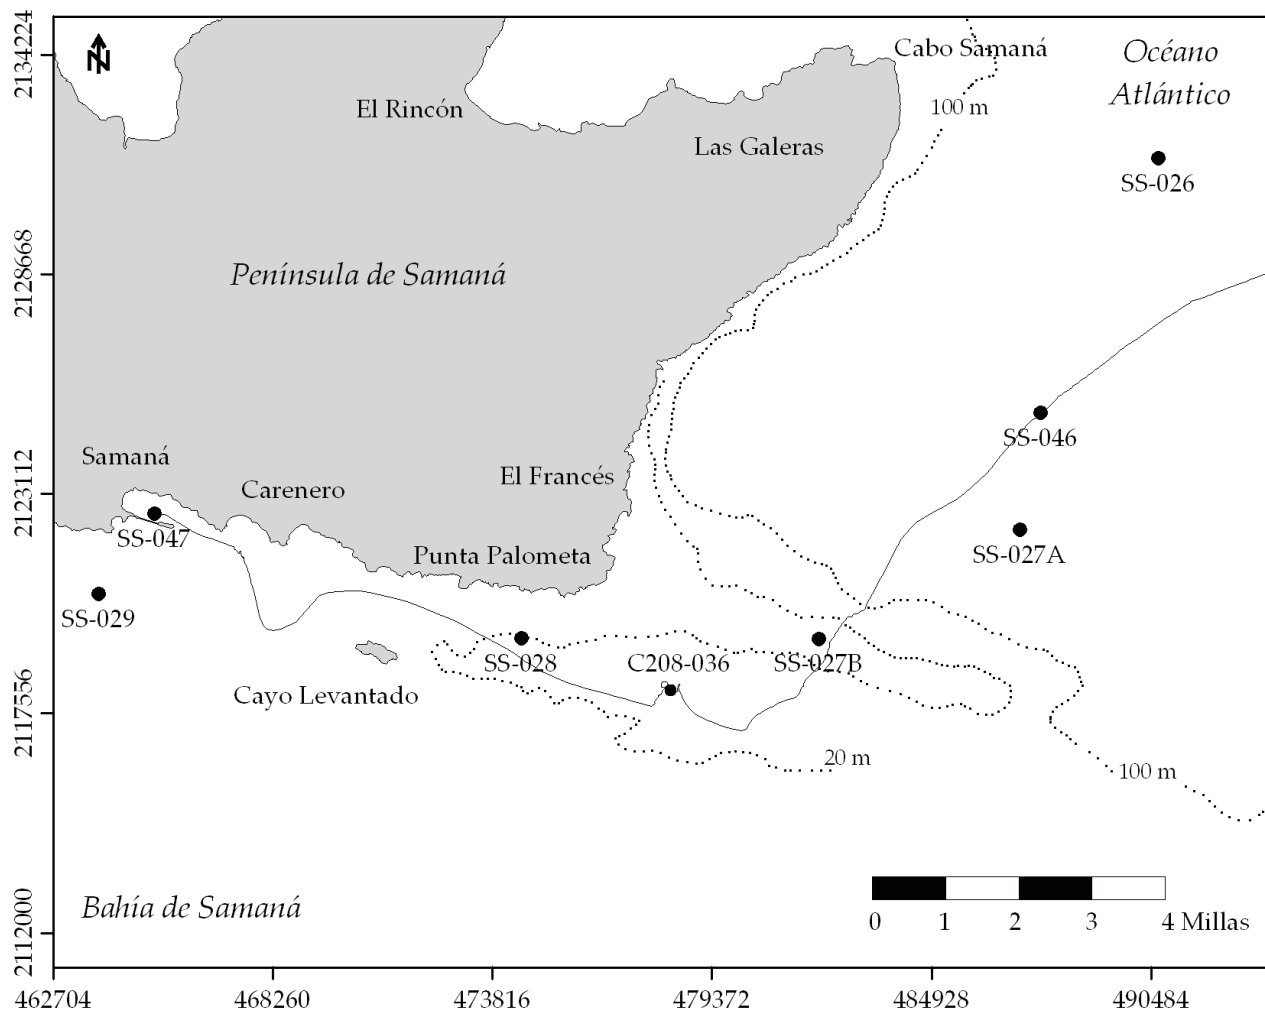 2134224
N
Cabo Samaná
Océano
Atlántico
El Rincón
100 m
Las Galeras
SS-026
2128668
Península de Samaná
SS-046
Samaná
El Francés
2123112
Carenero
SS-047
Punta Palometa
SS-027A
SS-029
SS-028
C208-036
SS-027B
Cayo Levantado
2117556
20 m
100 m
Bahía de Samaná
2112000
0 1 2 3 4 Millas
462704 468260 473816 479372 484928 490484